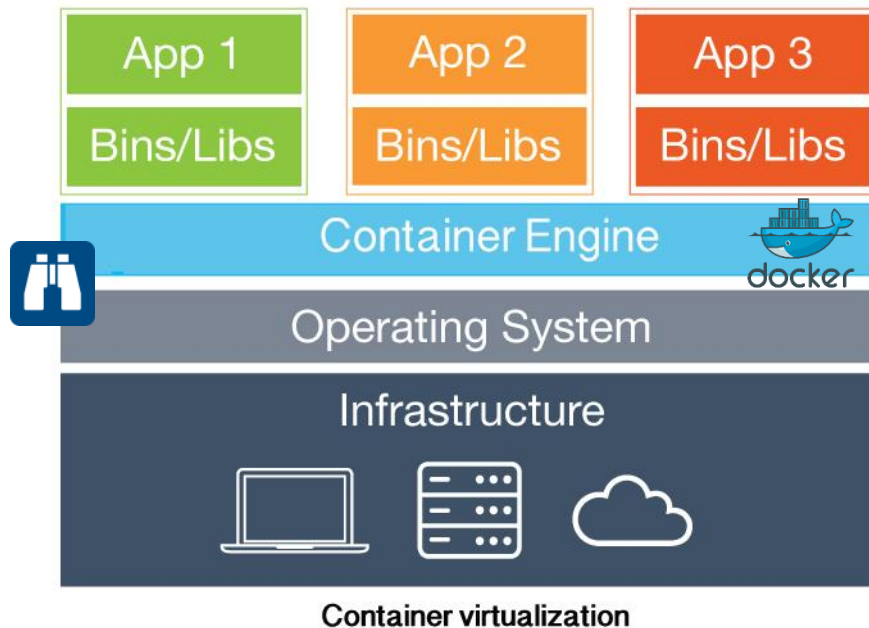 App 1
App 2
App 3
Bins/Libs
Bins/Libs
Bins/Libs
Container Engine
docker
Operating System
Infrastructure
Container virtualization